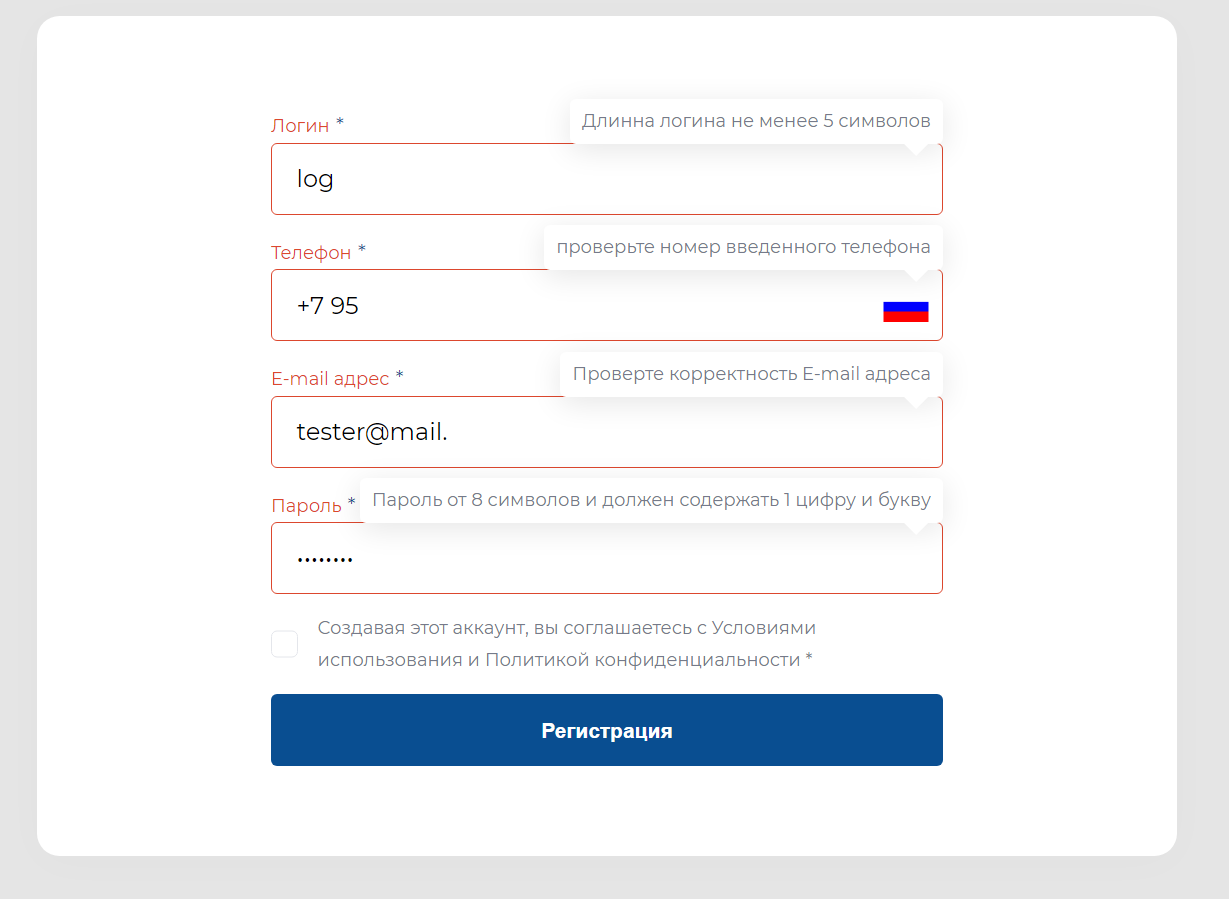 Логин *
Длинна логина не менее 5 символов
log
Телефон *
проверьте номер введенного телефона
+7 95
E-mail адрес *
Проверте корректность E-mail адреса
tester@mail.
Пароль *
Пароль от 8 символов и должен содержать 1 цифру и букву
••••••••
Создавая этот аккаунт, вы соглашаетесь с Условиями
использования и Политикой конфиденциальности *
Регистрация